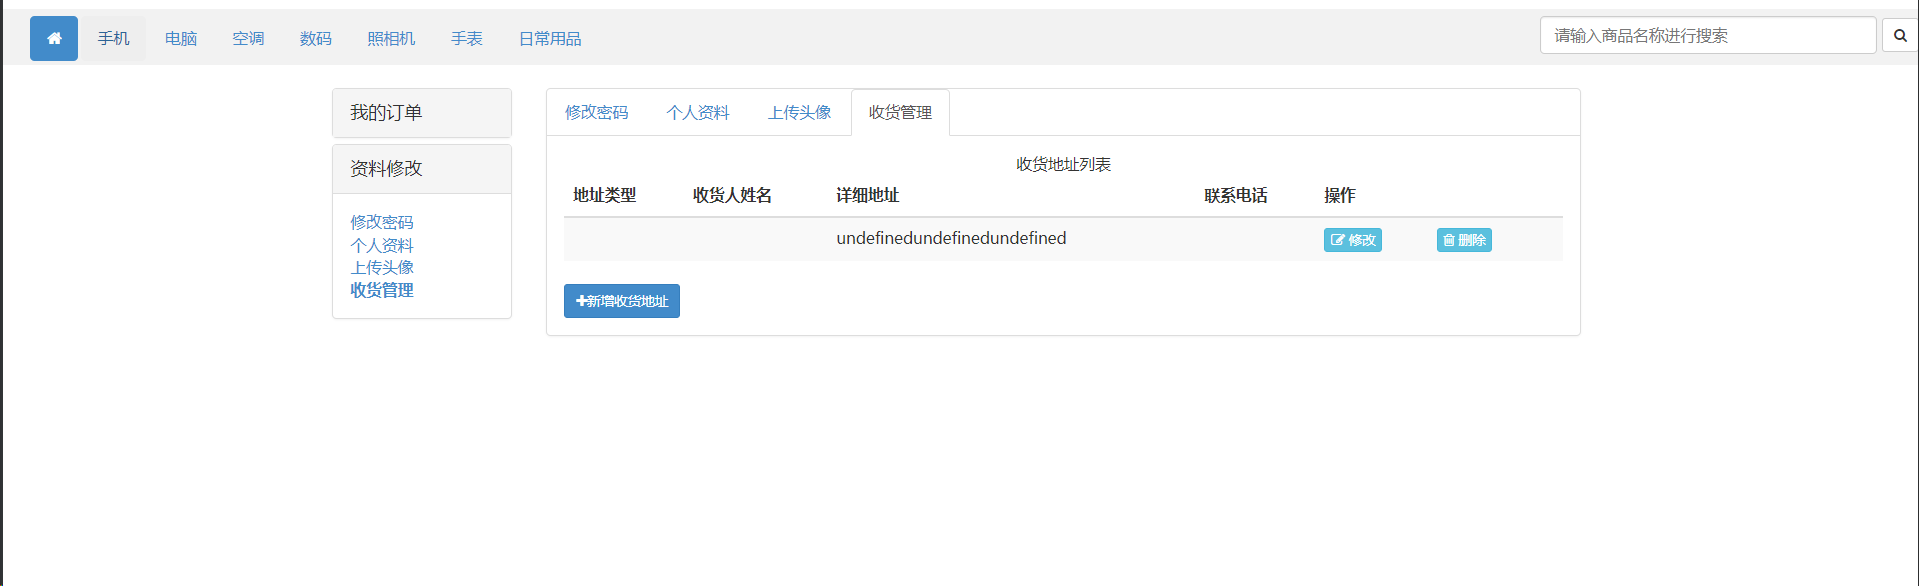 手机 电脑 空调 数码 照相机 手表 日常用品 请输入商品名称进行搜索
我的订单
资料修改
修改密码
个人资料
上传头像
收货管理
修改密码 个人资料 上传头像 收货管理
收货地址列表
地址类型 收货人姓名 详细地址 联系电话 操作
undefinedundefinedundefined 修改 删除
新增收货地址